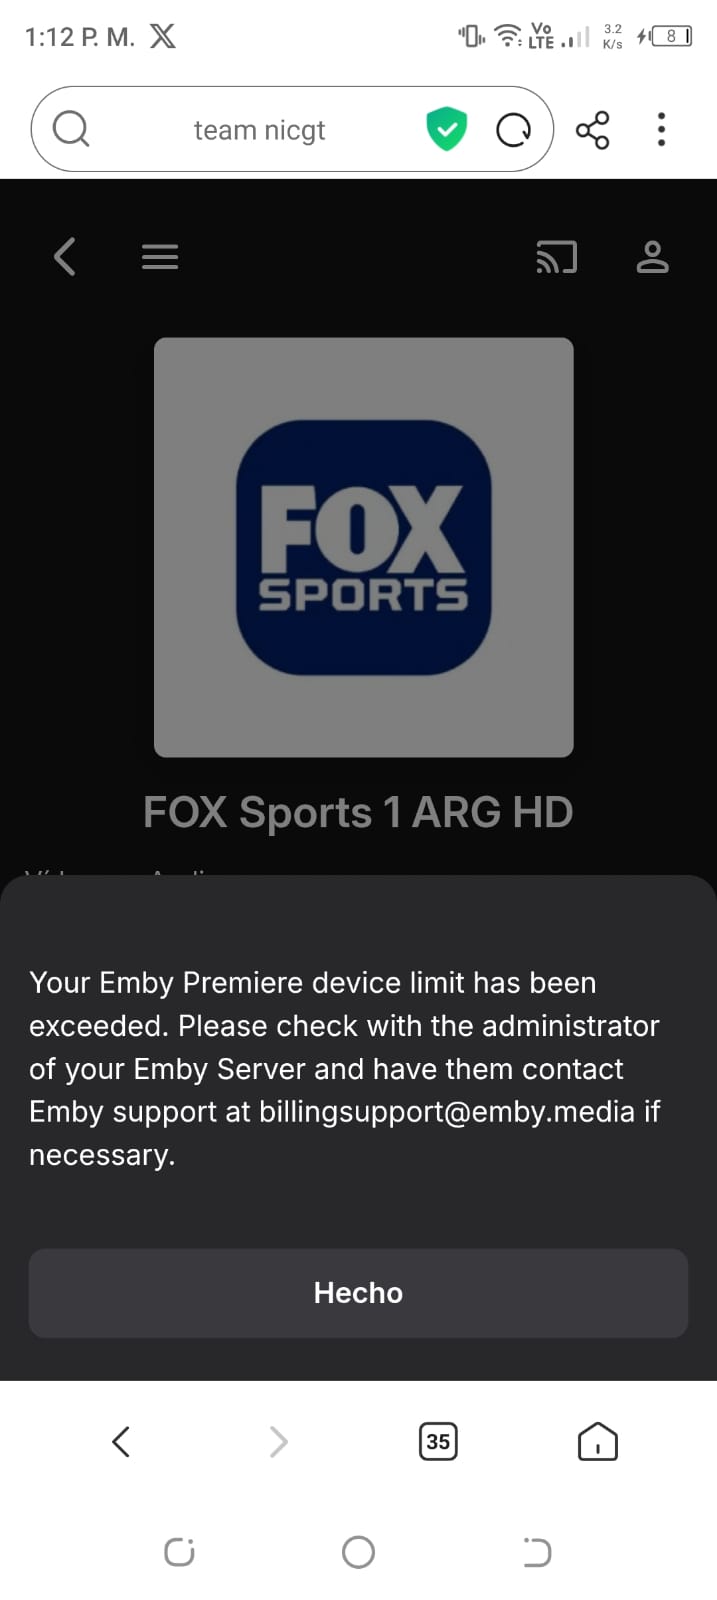 1:12 P. M.
Vo
LTE
3.2
K/s
8
team nicgt
FOX
SPORTS
FOX Sports 1 ARG HD
Your Emby Premiere device limit has been
exceeded. Please check with the administrator
of your Emby Server and have them contact
Emby support at billingsupport@emby.media if
necessary.
Hecho
35